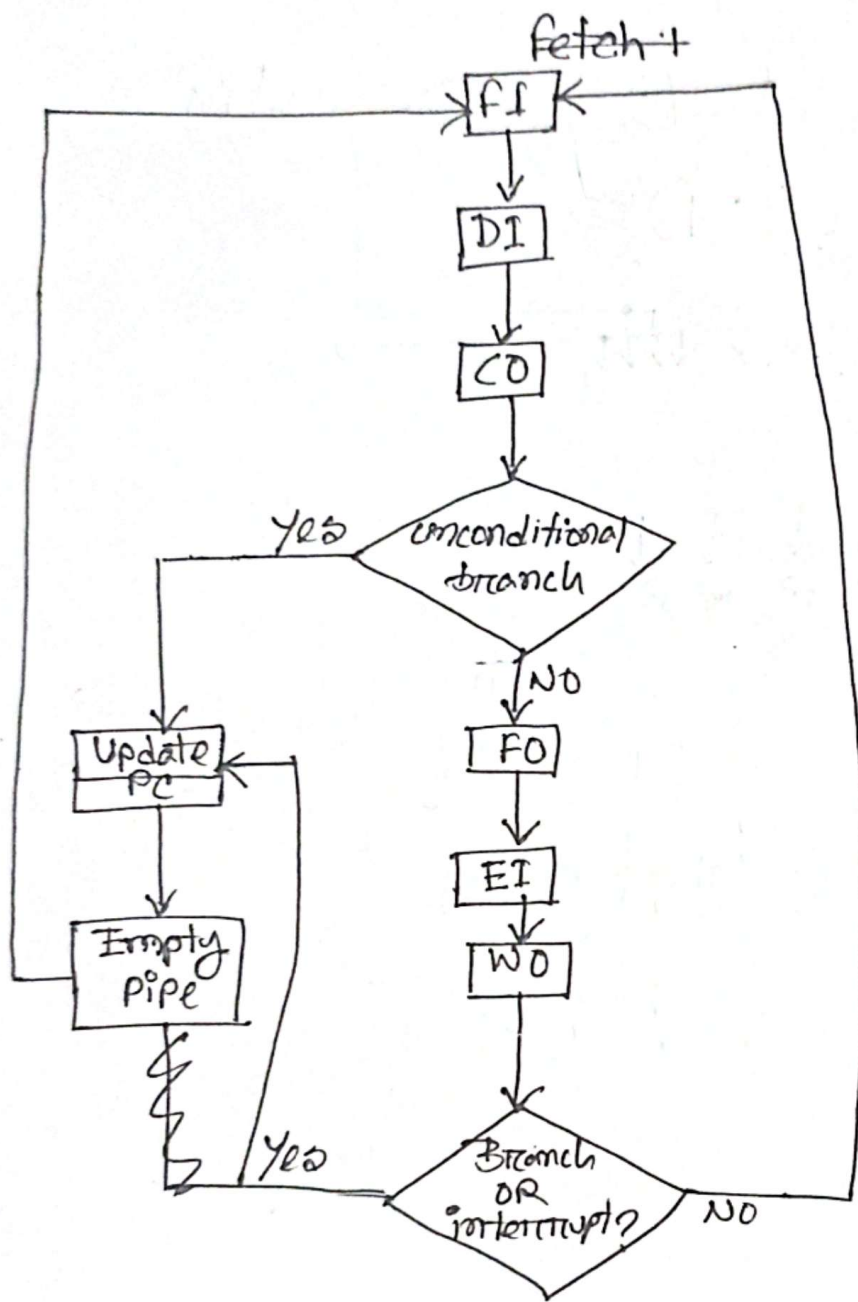 Fetch i
FI
DI
CO
Yes
unconditional
branch
NO
Update
PC
FO
EI
Empty
pipe
WO
Yes
Branch
OR
interrupt?
NO